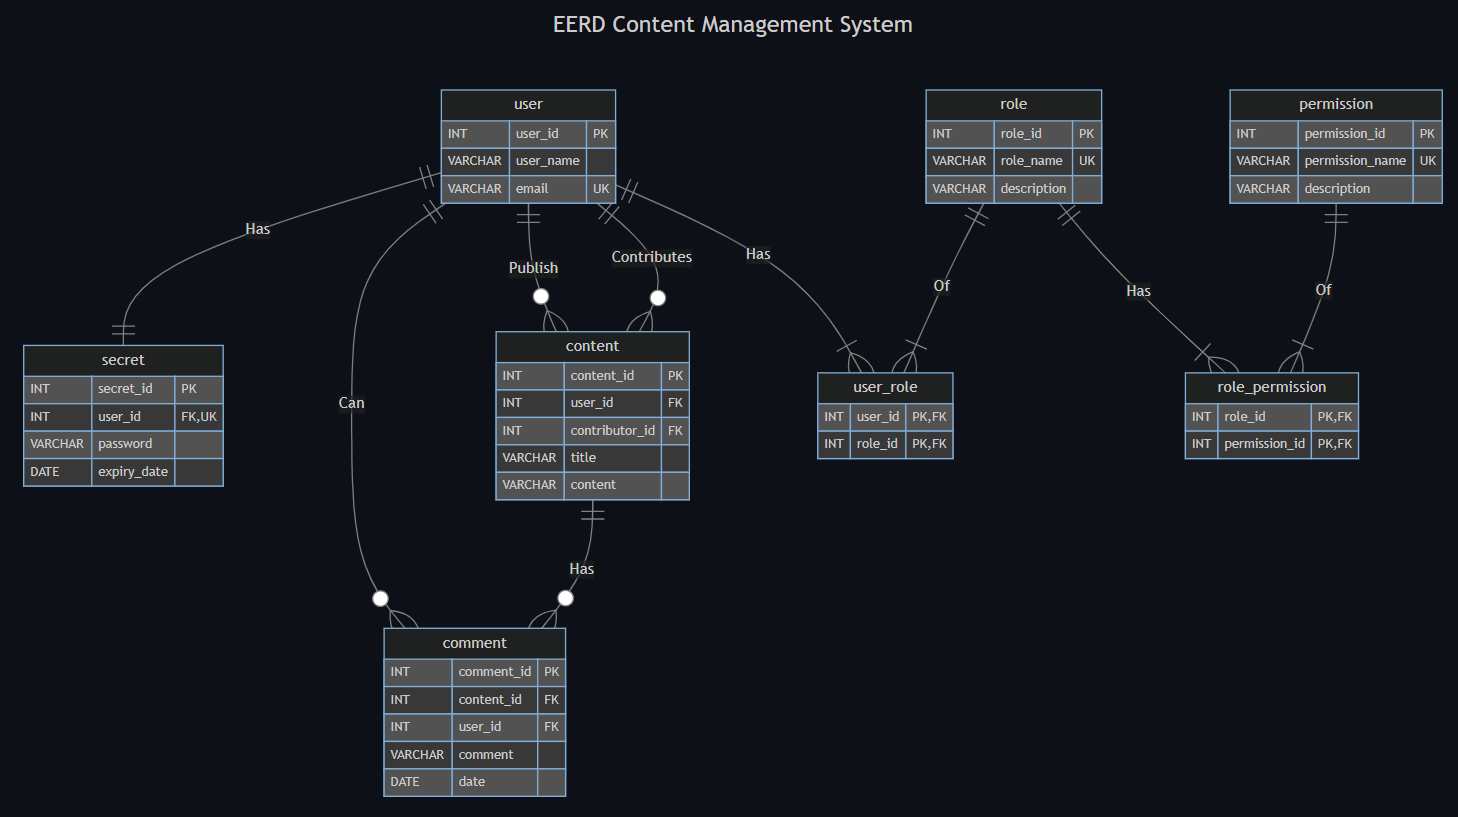 EERD Content Management System
user
INT user_id PK
VARCHAR user_name
VARCHAR email UK
role
INT role_id PK
VARCHAR role_name UK
VARCHAR description
permission
INT permission_id PK
VARCHAR permission_name UK
VARCHAR description
Has
Publish
Contributes
Has
Of
Has
Of
secret
INT secret_id PK
INT user_id FK,UK
VARCHAR password
DATE expiry_date
Can
content
INT content_id PK
INT user_id FK
INT contributor_id FK
VARCHAR title
VARCHAR content
user_role
INT user_id PK,FK
INT role_id PK,FK
role_permission
INT role_id PK,FK
INT permission_id PK,FK
Has
comment
INT comment_id PK
INT content_id FK
INT user_id FK
VARCHAR comment
DATE date